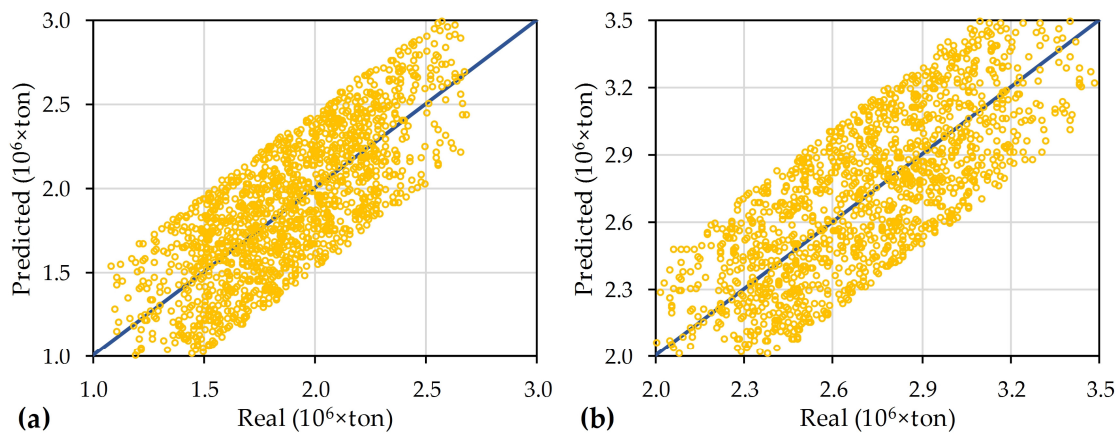 3.0
2.5
2.0
1.5
1.0
Predicted (10⁶×ton)
1.0 1.5 2.0 2.5 3.0
(a) Real (10⁶×ton)
3.5
3.2
2.9
2.6
2.3
2.0
Predicted (10⁶×ton)
2.0 2.3 2.6 2.9 3.2 3.5
(b) Real (10⁶×ton)